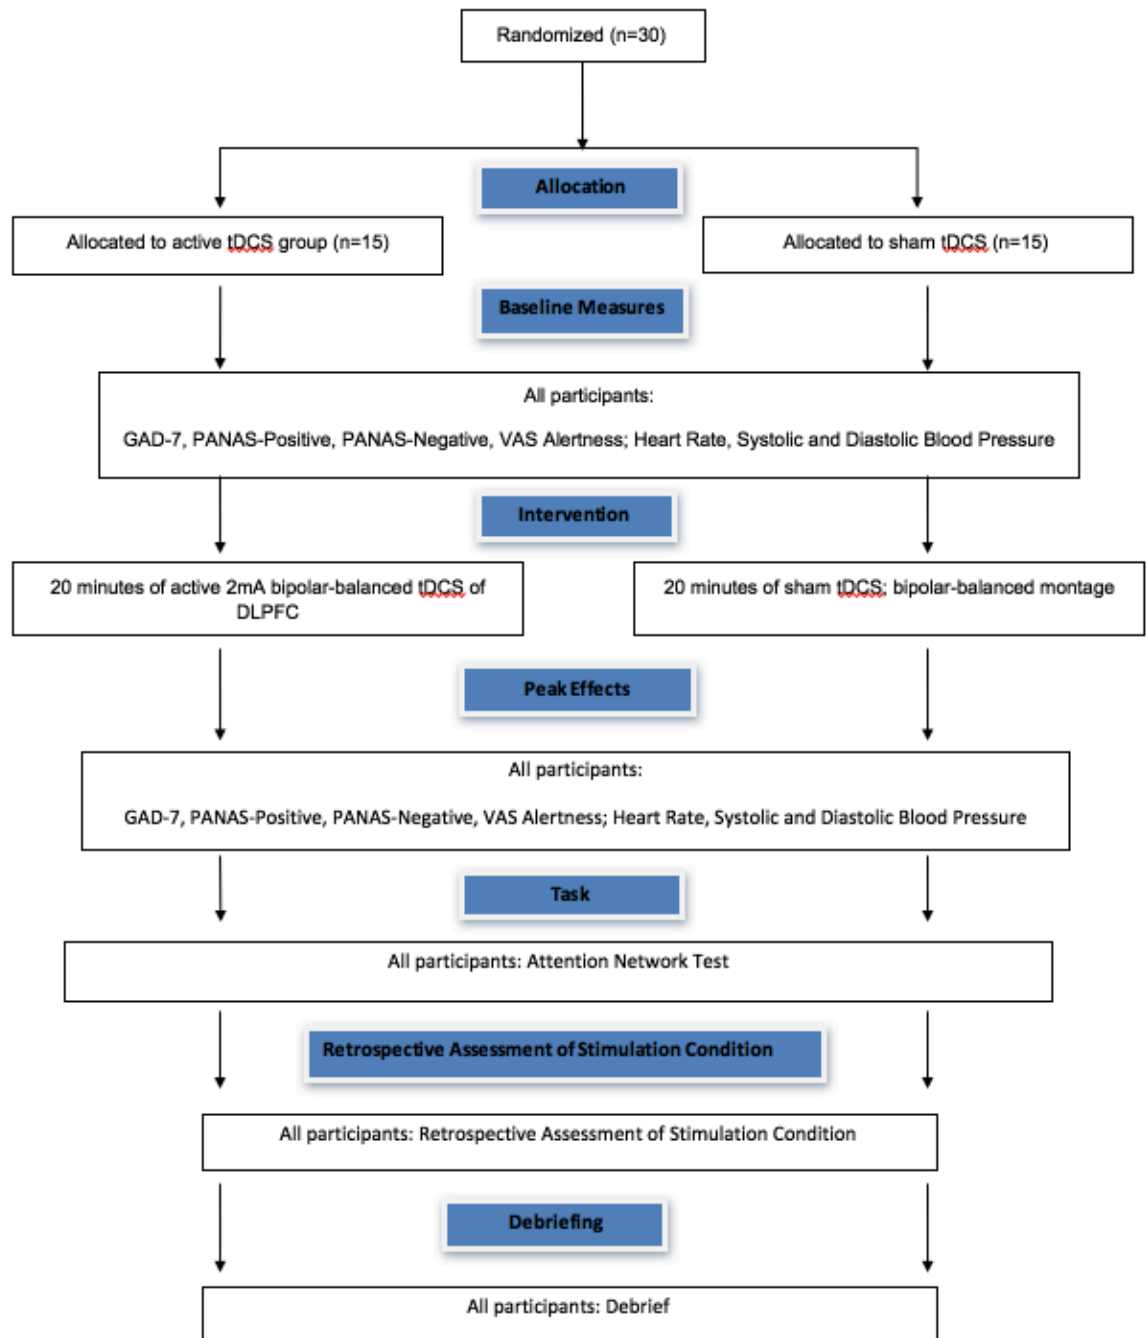 Randomized (n=30)
Allocation
Allocated to active tDCS group (n=15)
Allocated to sham tDCS (n=15)
Baseline Measures
All participants:
GAD-7, PANAS-Positive, PANAS-Negative, VAS Alertness; Heart Rate, Systolic and Diastolic Blood Pressure
Intervention
20 minutes of active 2mA bipolar-balanced tDCS of
DLPFC
20 minutes of sham tDCS; bipolar-balanced montage
Peak Effects
All participants:
GAD-7, PANAS-Positive, PANAS-Negative, VAS Alertness; Heart Rate, Systolic and Diastolic Blood Pressure
Task
All participants: Attention Network Test
Retrospective Assessment of Stimulation Condition
All participants: Retrospective Assessment of Stimulation Condition
Debriefing
All participants: Debrief